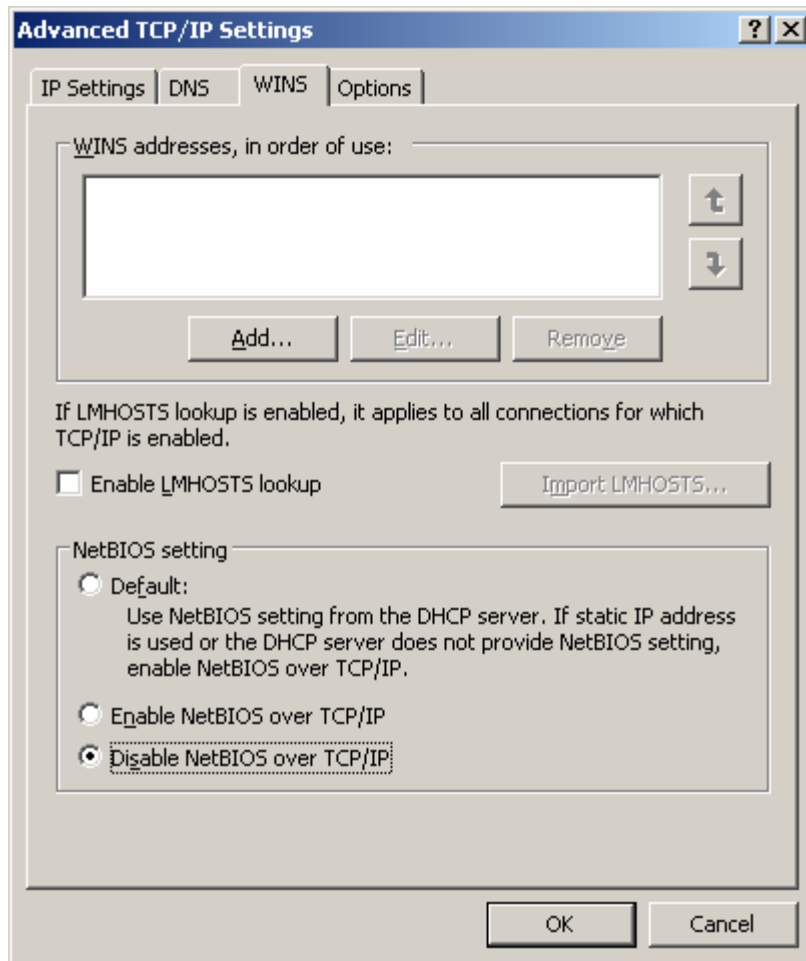 Advanced TCP/IP Settings
IP Settings DNS WINS Options
WINS addresses, in order of use:
Add... Edit... Remove
If LMHOSTS lookup is enabled, it applies to all connections for which
TCP/IP is enabled.
Enable LMHOSTS lookup Import LMHOSTS...
NetBIOS setting
Default:
Use NetBIOS setting from the DHCP server. If static IP address
is used or the DHCP server does not provide NetBIOS setting,
enable NetBIOS over TCP/IP.
Enable NetBIOS over TCP/IP
Disable NetBIOS over TCP/IP
OK Cancel